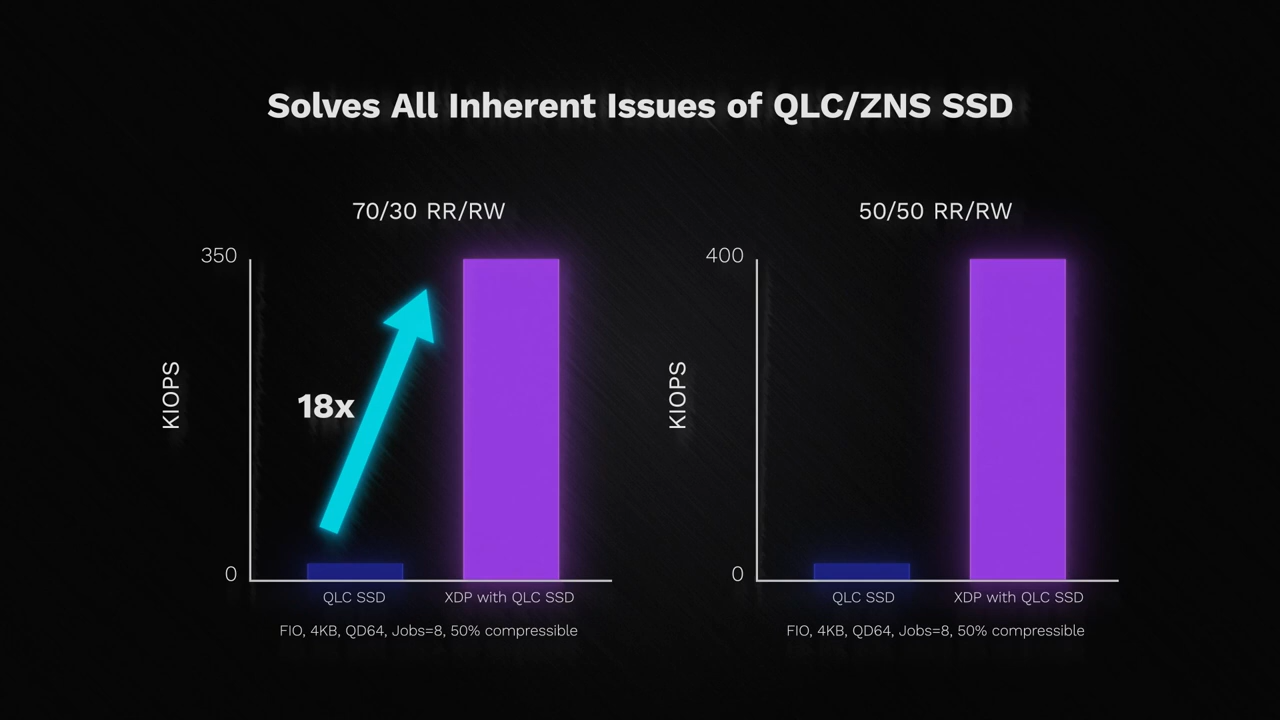 Solves All Inherent Issues of QLC/ZNS SSD
70/30 RR/RW
350
KIOPS
18x
0
QLC SSD
XDP with QLC SSD
FIO, 4KB, QD64, Jobs=8, 50% compressible
50/50 RR/RW
400
KIOPS
0
QLC SSD
XDP with QLC SSD
FIO, 4KB, QD64, Jobs=8, 50% compressible